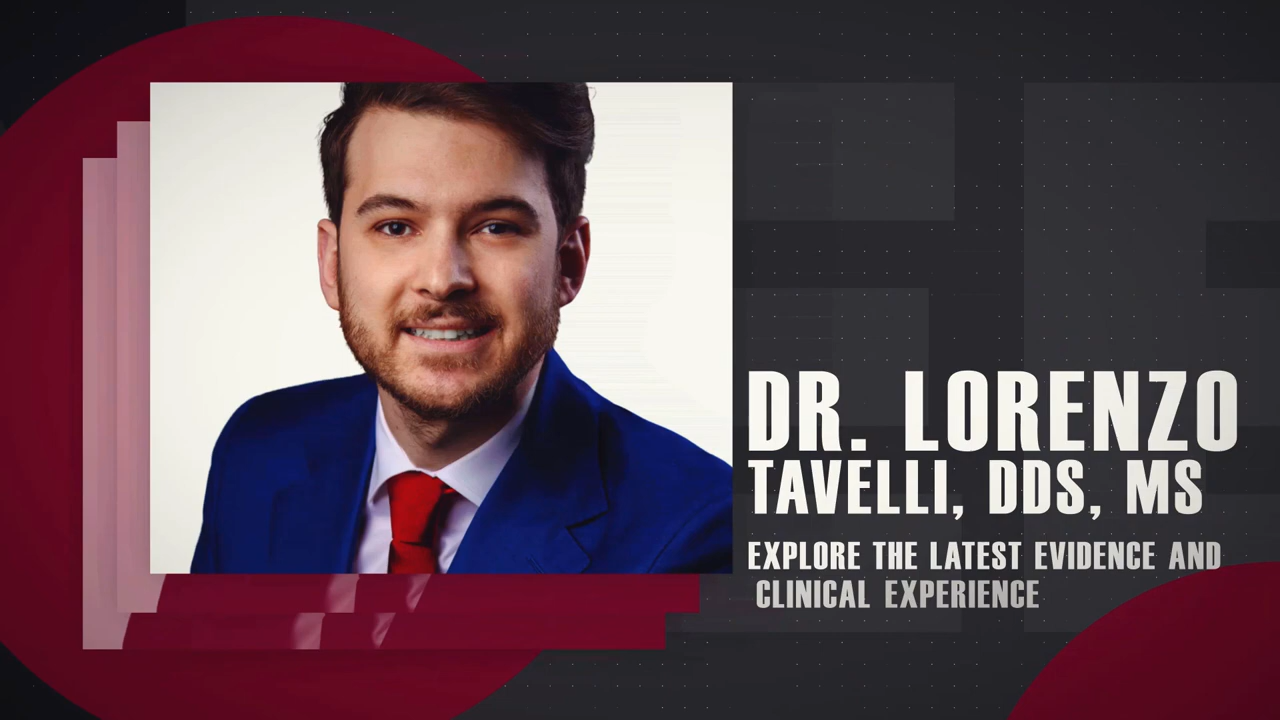 DR. LORENZO
TAVELLI, DDS, MS
EXPLORE THE LATEST EVIDENCE AND
CLINICAL EXPERIENCE